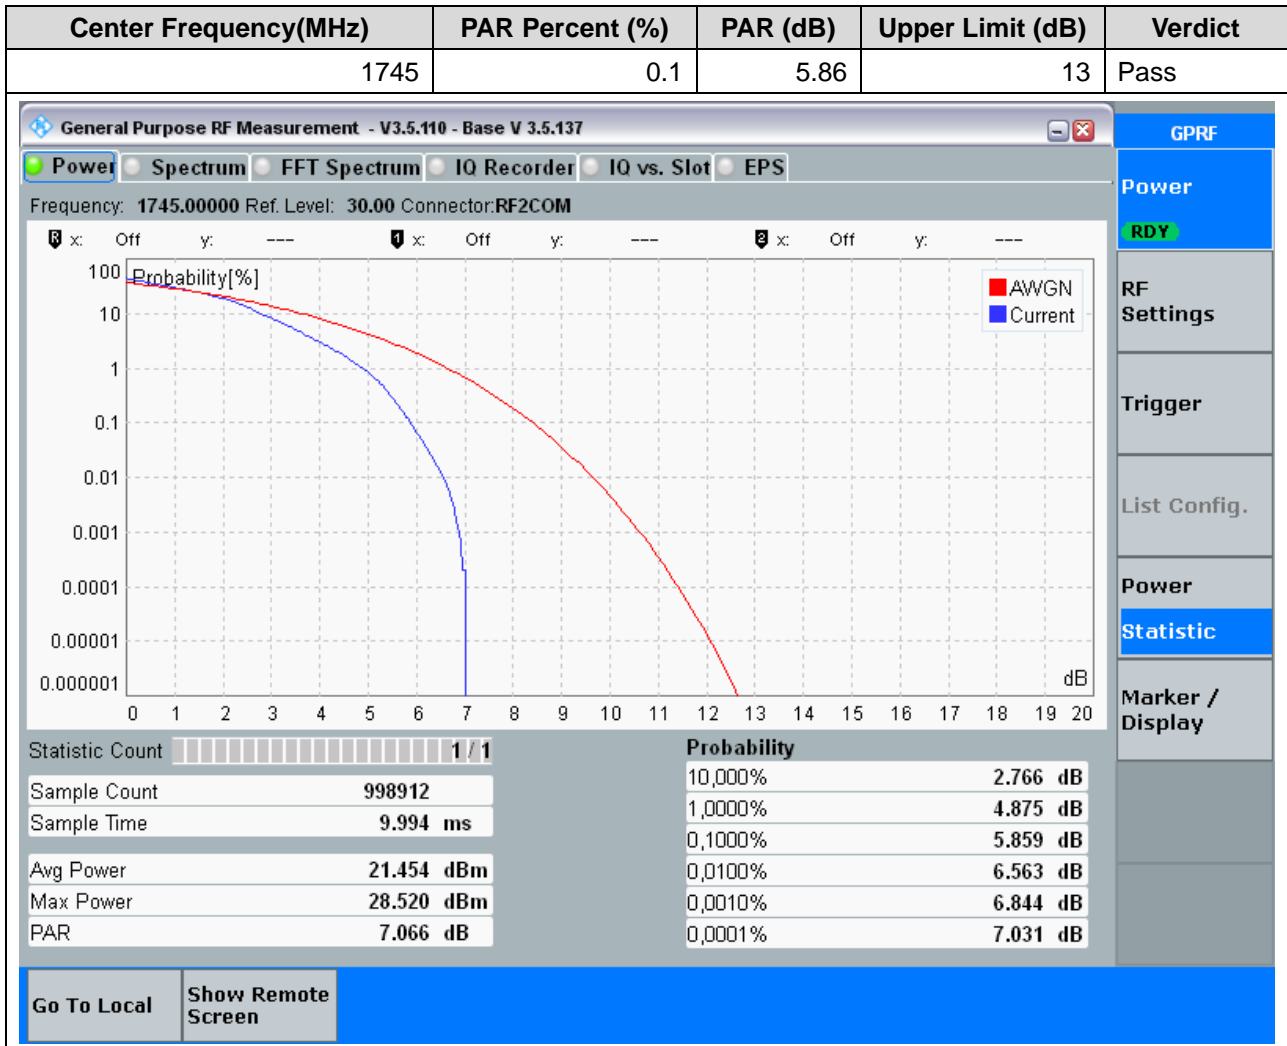 Center Frequency(MHz) PAR Percent (%) PAR (dB) Upper Limit (dB) Verdict
1745 0.1 5.86 13 Pass
General Purpose RF Measurement - V3.5.110 - Base V 3.5.137
GPRF
Power Spectrum FFT Spectrum IQ Recorder IQ vs. Slot EPS
Power
RDY
Frequency: 1745.00000 Ref. Level: 30.00 Connector:RF2COM
R x: Off y: --- 1 x: Off y: --- 2 x: Off y: ---
Probability[%]
AWGN
Current
100
10
1
0.1
0.01
0.001
0.0001
0.00001
0.000001
dB
0 1 2 3 4 5 6 7 8 9 10 11 12 13 14 15 16 17 18 19 20
RF
Settings
Trigger
List Config.
Power
Statistic
Marker /
Display
Statistic Count 1 / 1
Sample Count 998912
Sample Time 9.994 ms
Avg Power 21.454 dBm
Max Power 28.520 dBm
PAR 7.066 dB
Probability
10,000% 2.766 dB
1,0000% 4.875 dB
0,1000% 5.859 dB
0,0100% 6.563 dB
0,0010% 6.844 dB
0,0001% 7.031 dB
Go To Local
Show Remote
Screen